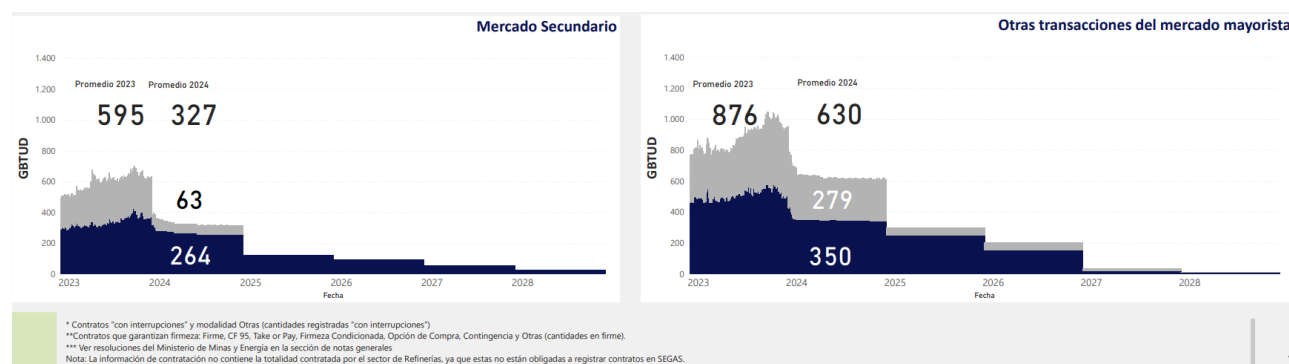 Mercado Secundario
1.400
1.200
1.000
800
600
400
200
0
GBTUD
Promedio 2023 Promedio 2024
595 327
63
264
2023 2024 2025 2026 2027 2028
Fecha
Otras transacciones del mercado mayorista
1.400
1.200
1.000
800
600
400
200
0
GBTUD
Promedio 2023 Promedio 2024
876 630
279
350
2023 2024 2025 2026 2027 2028
Fecha
* Contratos "con interrupciones" y modalidad Otras (cantidades registradas "con interrupciones")
**Contratos que garantizan firmeza: Firme, CF 95, Take or Pay, Firmeza Condicionada, Opción de Compra, Contingencia y Otras (cantidades en firme).
*** Ver resoluciones del Ministerio de Minas y Energía en la sección de notas generales
Nota: La información de contratación no contiene la totalidad contratada por el sector de Refinerías, ya que estas no están obligadas a registrar contratos en SEGAS.